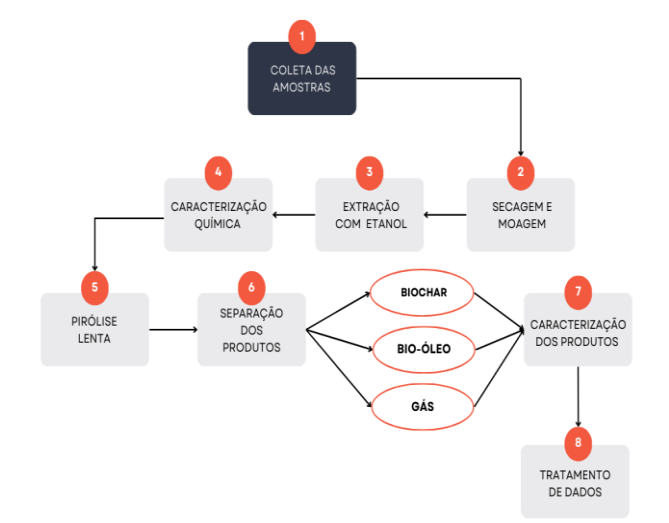 1
COLETA DAS
AMOSTRAS
2
SECAGEM E
MOAGEM
3
EXTRAÇÃO
COM ETANOL
4
CARACTERIZAÇÃO
QUÍMICA
5
PIRÓLISE
LENTA
6
SEPARAÇÃO
DOS
PRODUTOS
BIOCHAR
BIO-ÓLEO
GÁS
7
CARACTERIZAÇÃO
DOS PRODUTOS
8
TRATAMENTO
DE DADOS